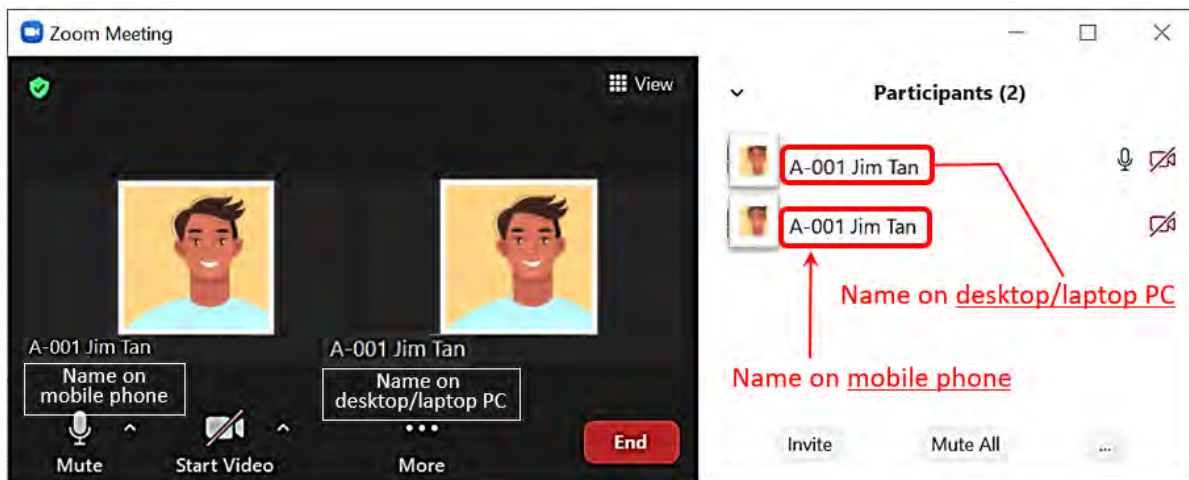 Zoom Meeting
View
A-001 Jim Tan
Name on
mobile phone
A-001 Jim Tan
Name on
desktop/laptop PC
Mute
Start Video
More
End
Participants (2)
A-001 Jim Tan
A-001 Jim Tan
Name on desktop/laptop PC
Name on mobile phone
Invite
Mute All
...